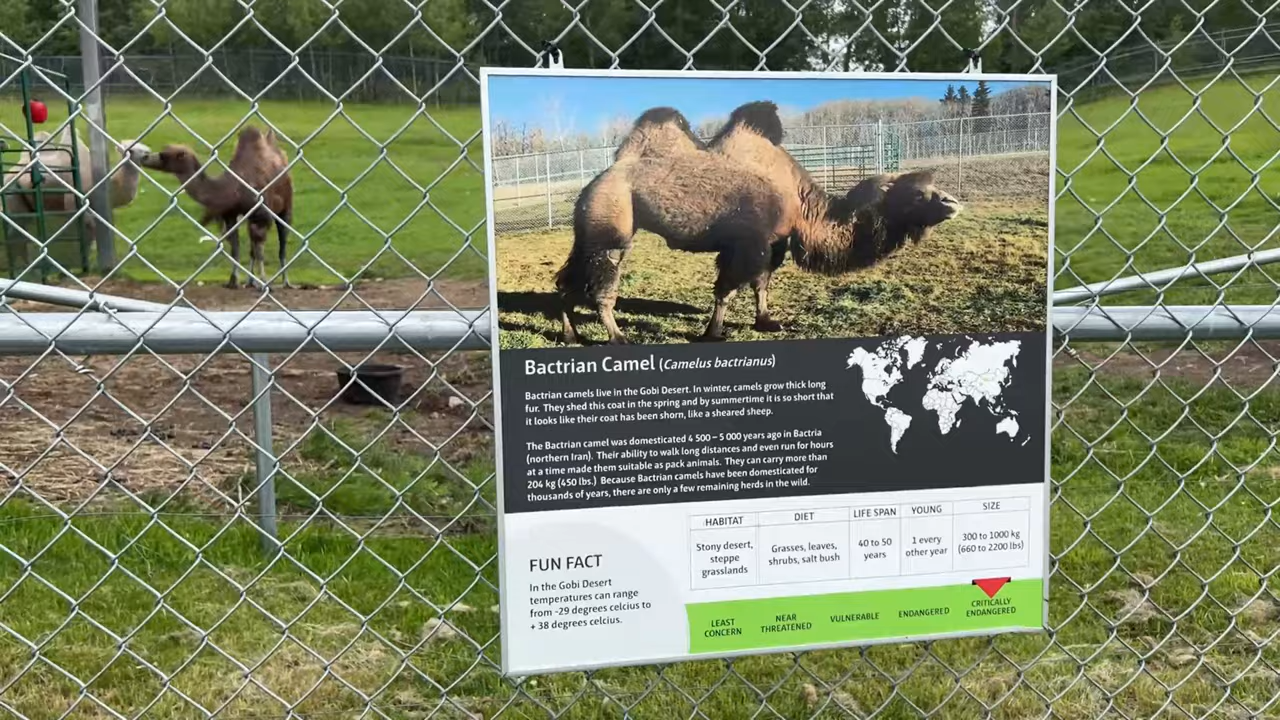 Bactrian Camel (Camelus bactrianus)
Bactrian camels live in the Gobi Desert. In winter, camels grow thick long
fur. They shed this coat in the spring and by summertime it is so short that
it looks like their coat has been shorn, like a sheared sheep.
The Bactrian camel was domesticated 4 500 – 5 000 years ago in Bactria
(northern Iran). Their ability to walk long distances and even run for hours
at a time made them suitable as pack animals. They can carry more than
204 kg (450 lbs.) Because Bactrian camels have been domesticated for
thousands of years, there are only a few remaining herds in the wild.
FUN FACT
In the Gobi Desert
temperatures can range
from -29 degrees celcius to
+ 38 degrees celcius.
HABITAT
Stony desert,
steppe
grasslands
DIET
Grasses, leaves,
shrubs, salt bush
LIFE SPAN
40 to 50
years
YOUNG
1 every
other year
SIZE
300 to 1000 kg
(660 to 2200 lbs)
LEAST
CONCERN
NEAR
THREATENED
VULNERABLE
ENDANGERED
CRITICALLY
ENDANGERED